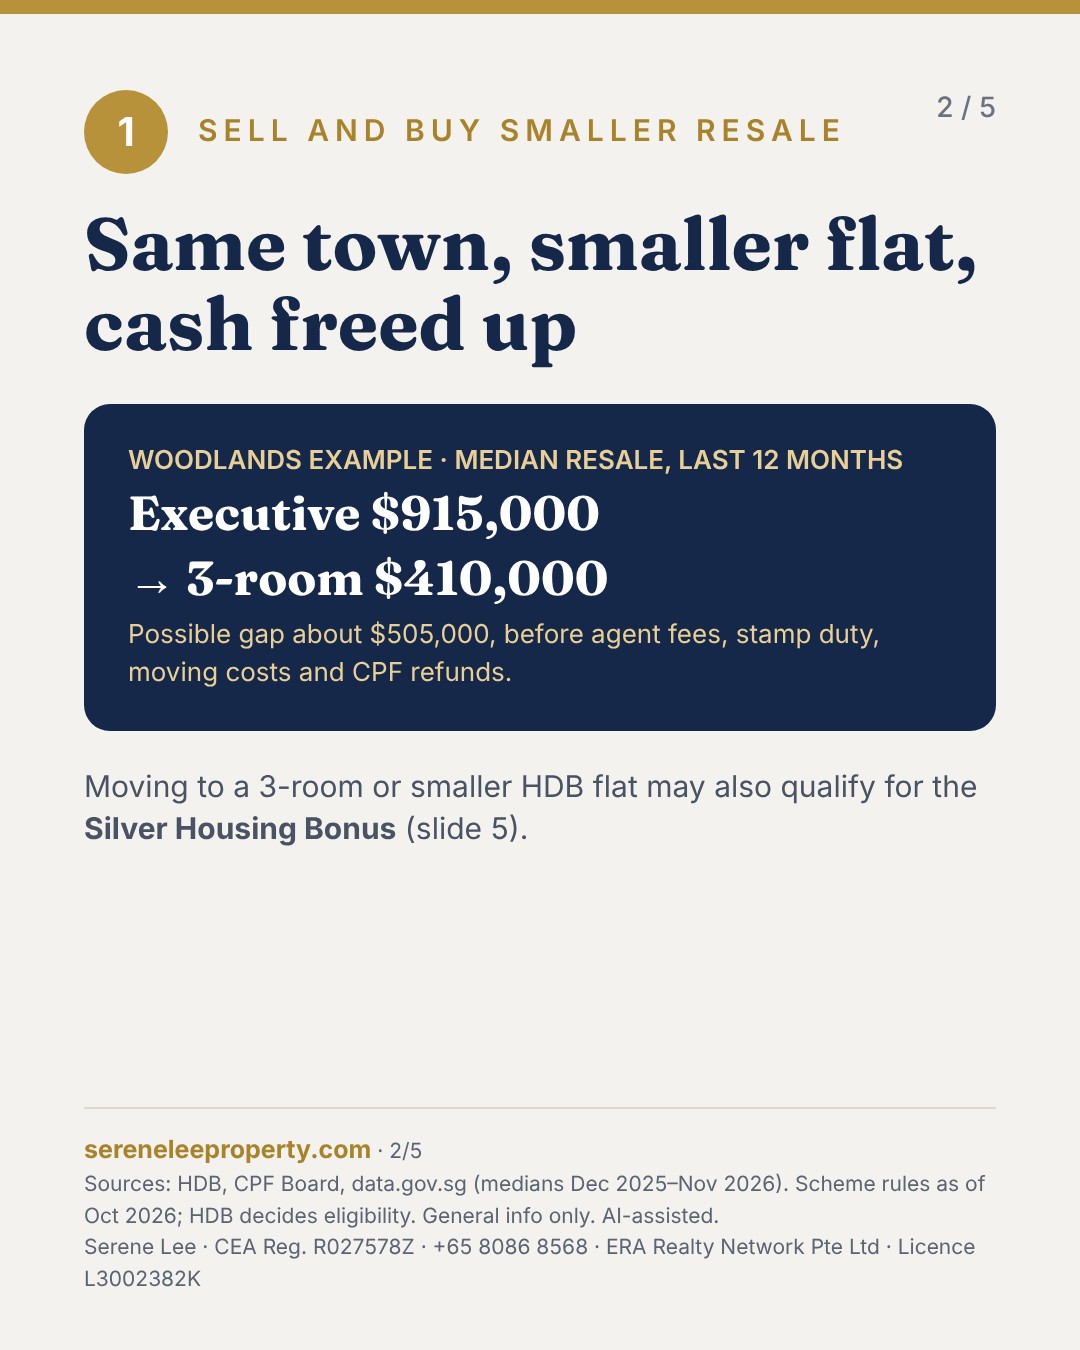 1
SELL AND BUY SMALLER RESALE
2 / 5
Same town, smaller flat,
cash freed up
WOODLANDS EXAMPLE · MEDIAN RESALE, LAST 12 MONTHS
Executive $915,000
→ 3-room $410,000
Possible gap about $505,000, before agent fees, stamp duty,
moving costs and CPF refunds.
Moving to a 3-room or smaller HDB flat may also qualify for the
Silver Housing Bonus (slide 5).
sereneleeproperty.com · 2/5
Sources: HDB, CPF Board, data.gov.sg (medians Dec 2025–Nov 2026). Scheme rules as of
Oct 2026; HDB decides eligibility. General info only. AI-assisted.
Serene Lee · CEA Reg. R027578Z · +65 8086 8568 · ERA Realty Network Pte Ltd · Licence
L3002382K